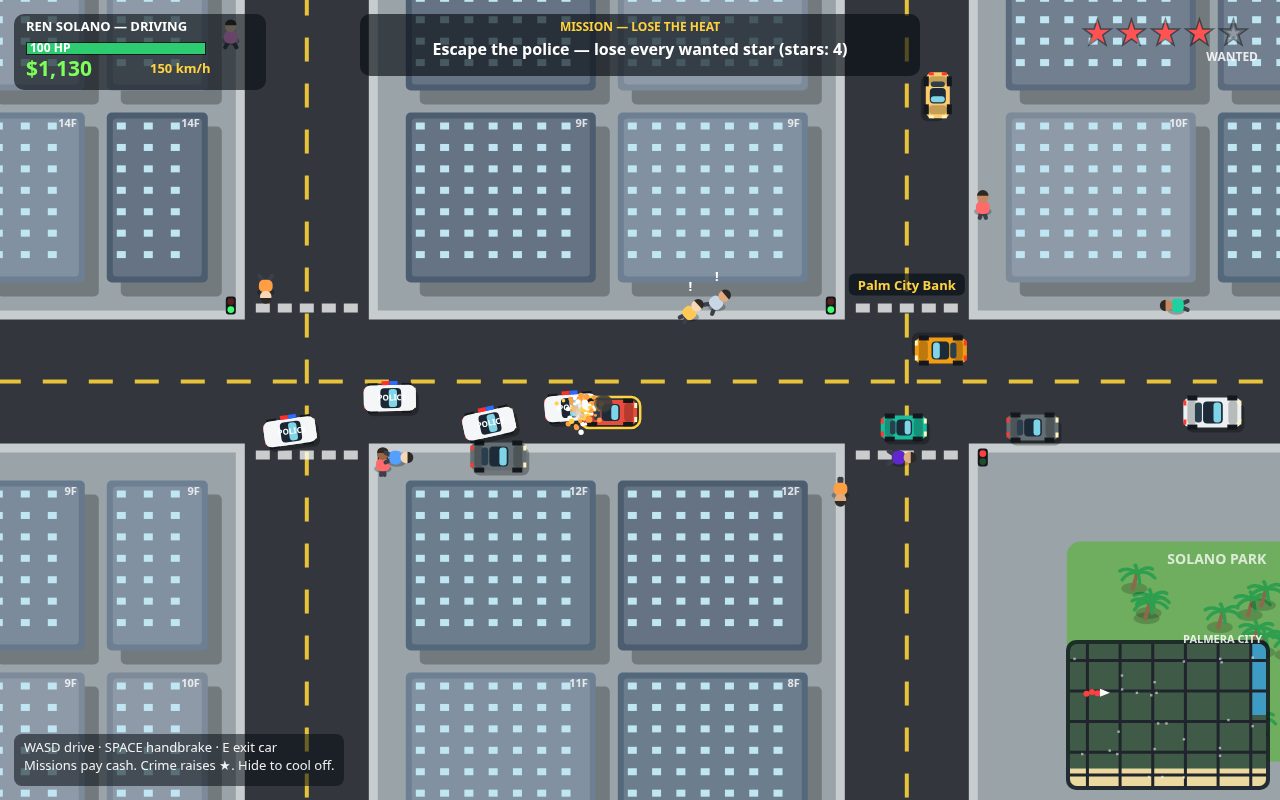 REN SOLANO — DRIVING
100 HP
$1,130
150 km/h
MISSION — LOSE THE HEAT
Escape the police — lose every wanted star (stars: 4)
WANTED
14F
14F
9F
9F
10F
!
!
Palm City Bank
POLIC
POLIC
POLIC
9F
9F
12F
12F
SOLANO PARK
PALMERA CITY
9F
10F
11F
8F
WASD drive · SPACE handbrake · E exit car
Missions pay cash. Crime raises ★. Hide to cool off.